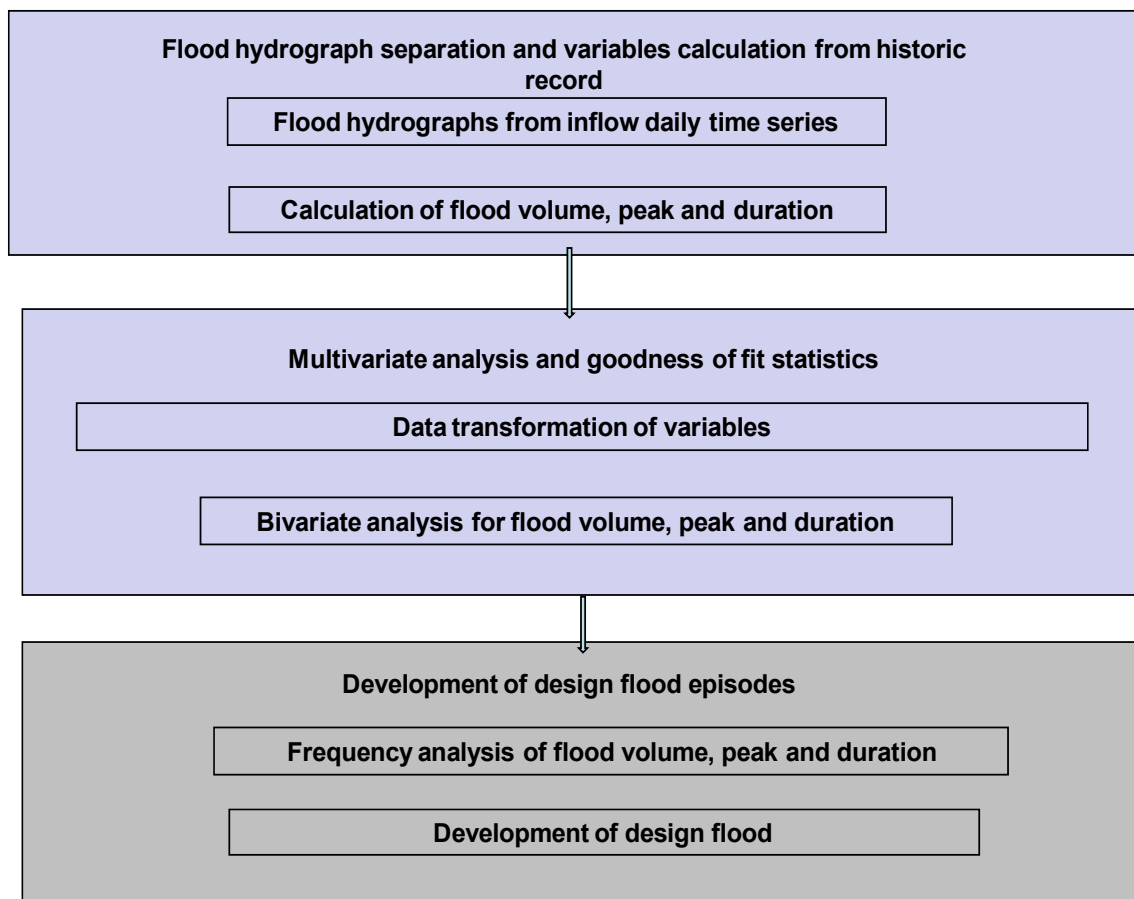 Flood hydrograph separation and variables calculation from historic
record
Flood hydrographs from inflow daily time series
Calculation of flood volume, peak and duration
Multivariate analysis and goodness of fit statistics
Data transformation of variables
Bivariate analysis for flood volume, peak and duration
Development of design flood episodes
Frequency analysis of flood volume, peak and duration
Development of design flood